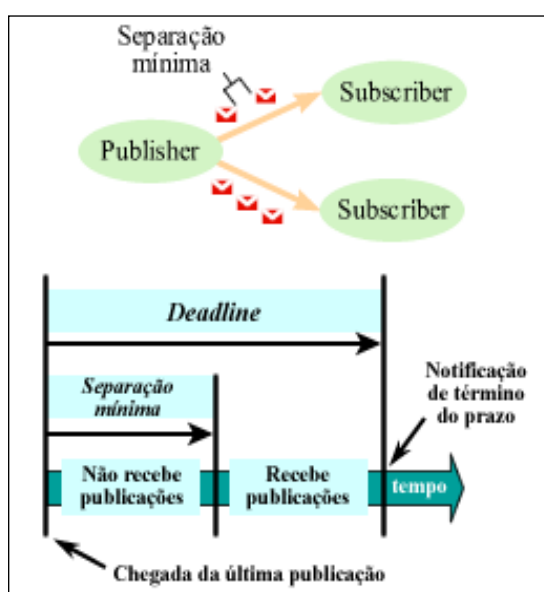 Separação
mínima
Subscriber
Publisher
Subscriber
Deadline
Separação
mínima
Notificação
de término
do prazo
Não recebe
publicações
Recebe
publicações
tempo
Chegada da última publicação